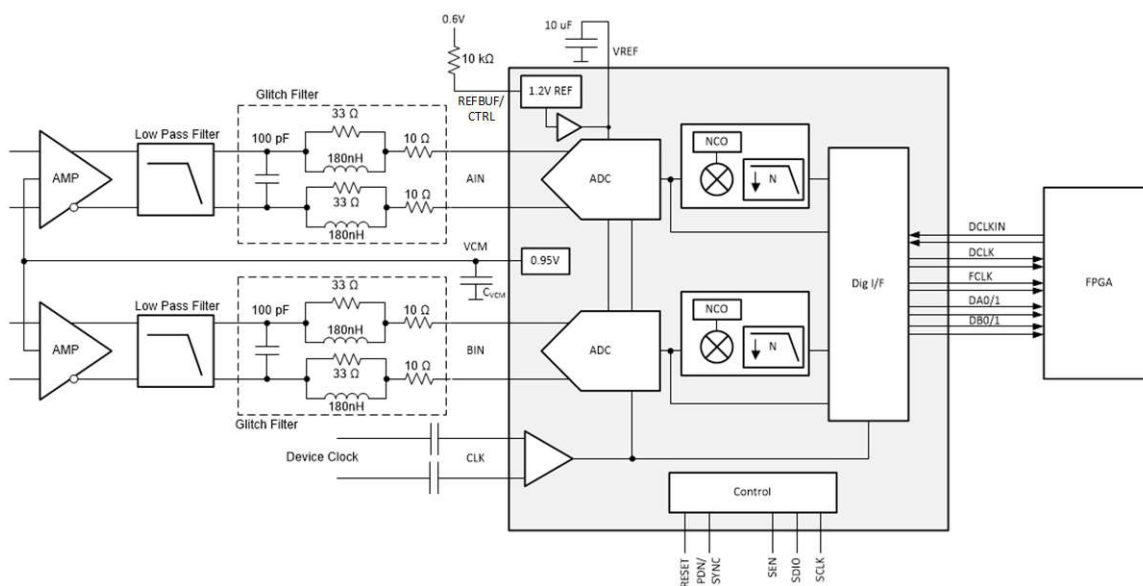 0.6V
10 uF
VREF
10 kΩ
1.2V REF
REFBUF/
CTRL
Glitch Filter
33 Ω
Low Pass Filter
100 pF
10 Ω
180nH
NCO
AMP
AIN
ADC
N
33 Ω
10 Ω
180nH
DCLKIN
VCM
0.95V
DCLK
FCLK
FPGA
Dig I/F
CVCM
DA0/1
DB0/1
33 Ω
Low Pass Filter
100 pF
10 Ω
180nH
NCO
AMP
BIN
ADC
N
33 Ω
10 Ω
180nH
Glitch Filter
Device Clock
CLK
Control
RESET
PDN/
SYNC
SEN
SDIO
SCLK